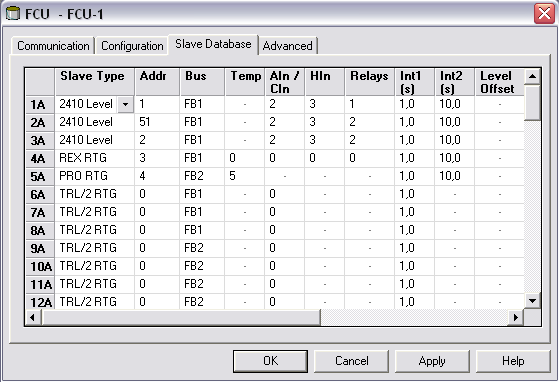 FCU - FCU-1
Communication Configuration Slave Database Advanced
Slave Type Addr Bus Temp AIn / CIn HIn Relays Int1 (s) Int2 (s) Level Offset
1A 2410 Level 1 FB1 - 2 3 1 1,0 10,0 -
2A 2410 Level 51 FB1 - 2 3 2 1,0 10,0 -
3A 2410 Level 2 FB1 - 2 3 2 1,0 10,0 -
4A REX RTG 3 FB1 0 0 0 0 1,0 10,0 -
5A PRO RTG 4 FB2 5 - - - 1,0 10,0 -
6A TRL/2 RTG 0 FB1 - 0 - - 1,0 - -
7A TRL/2 RTG 0 FB1 - 0 - - 1,0 - -
8A TRL/2 RTG 0 FB1 - 0 - - 1,0 - -
9A TRL/2 RTG 0 FB2 - 0 - - 1,0 - -
10A TRL/2 RTG 0 FB2 - 0 - - 1,0 - -
11A TRL/2 RTG 0 FB2 - 0 - - 1,0 - -
12A TRL/2 RTG 0 FB2 - 0 - - 1,0 - -
OK Cancel Apply Help